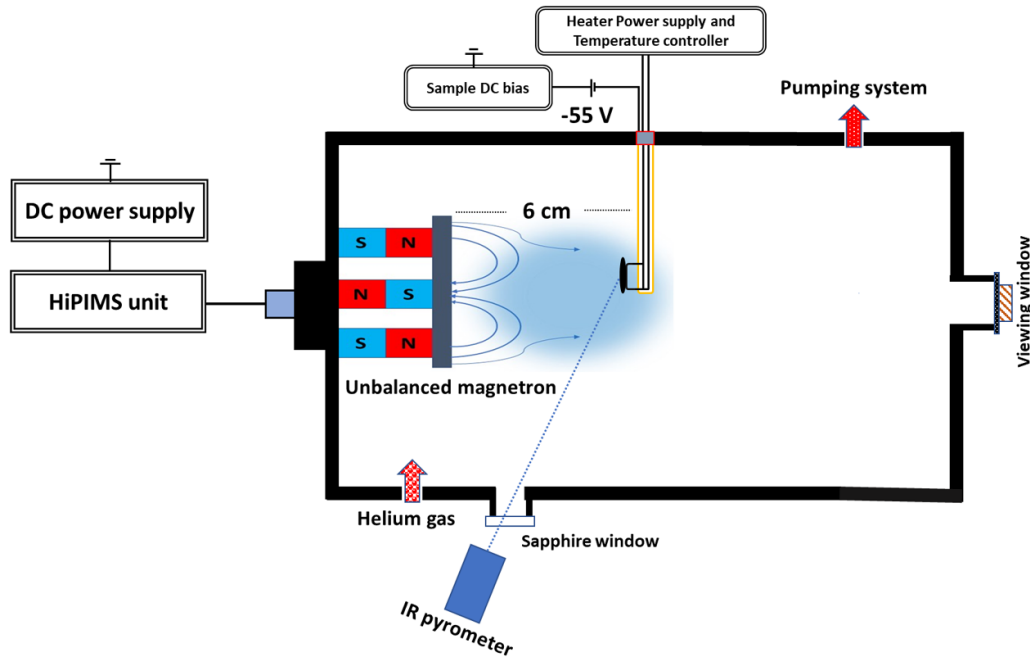 Heater Power supply and
Temperature controller
Sample DC bias
-55 V
Pumping system
DC power supply
HiPIMS unit
6 cm
S N
N S
S N
Unbalanced magnetron
Viewing window
Helium gas
Sapphire window
IR pyrometer